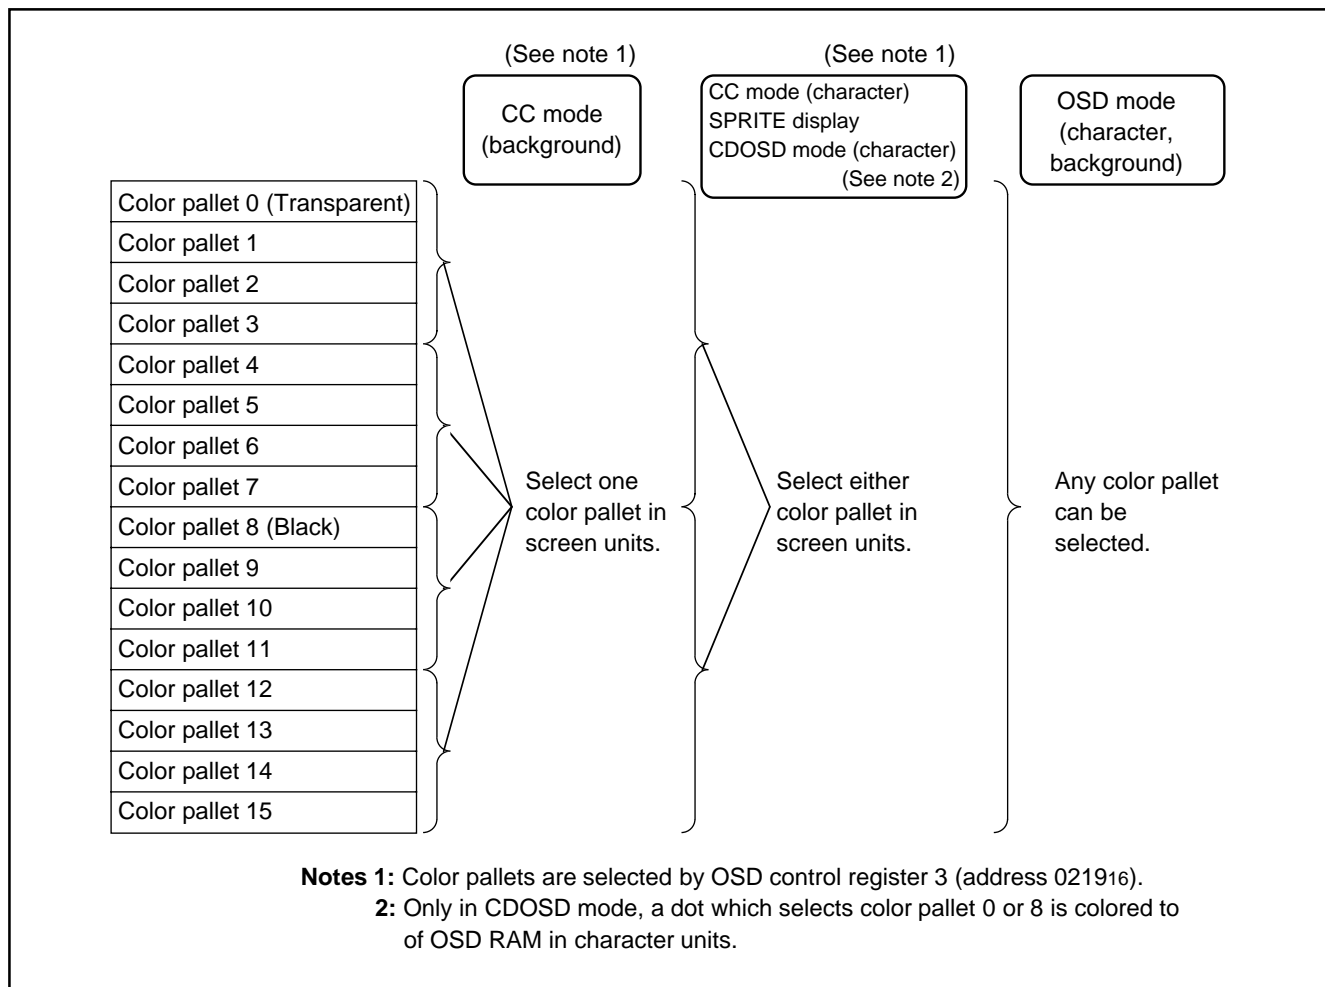 (See note 1)
(See note 1)
CC mode
(background)
CC mode (character)
SPRITE display
CDOSD mode (character)
(See note 2)
OSD mode
(character,
background)
Color pallet 0 (Transparent)
Color pallet 1
Color pallet 2
Color pallet 3
Color pallet 4
Color pallet 5
Color pallet 6
Color pallet 7
Color pallet 8 (Black)
Color pallet 9
Color pallet 10
Color pallet 11
Color pallet 12
Color pallet 13
Color pallet 14
Color pallet 15
Select one
color pallet in
screen units.
Select either
color pallet in
screen units.
Any color pallet
can be
selected.
Notes 1: Color pallets are selected by OSD control register 3 (address 021916).
2: Only in CDOSD mode, a dot which selects color pallet 0 or 8 is colored to
of OSD RAM in character units.